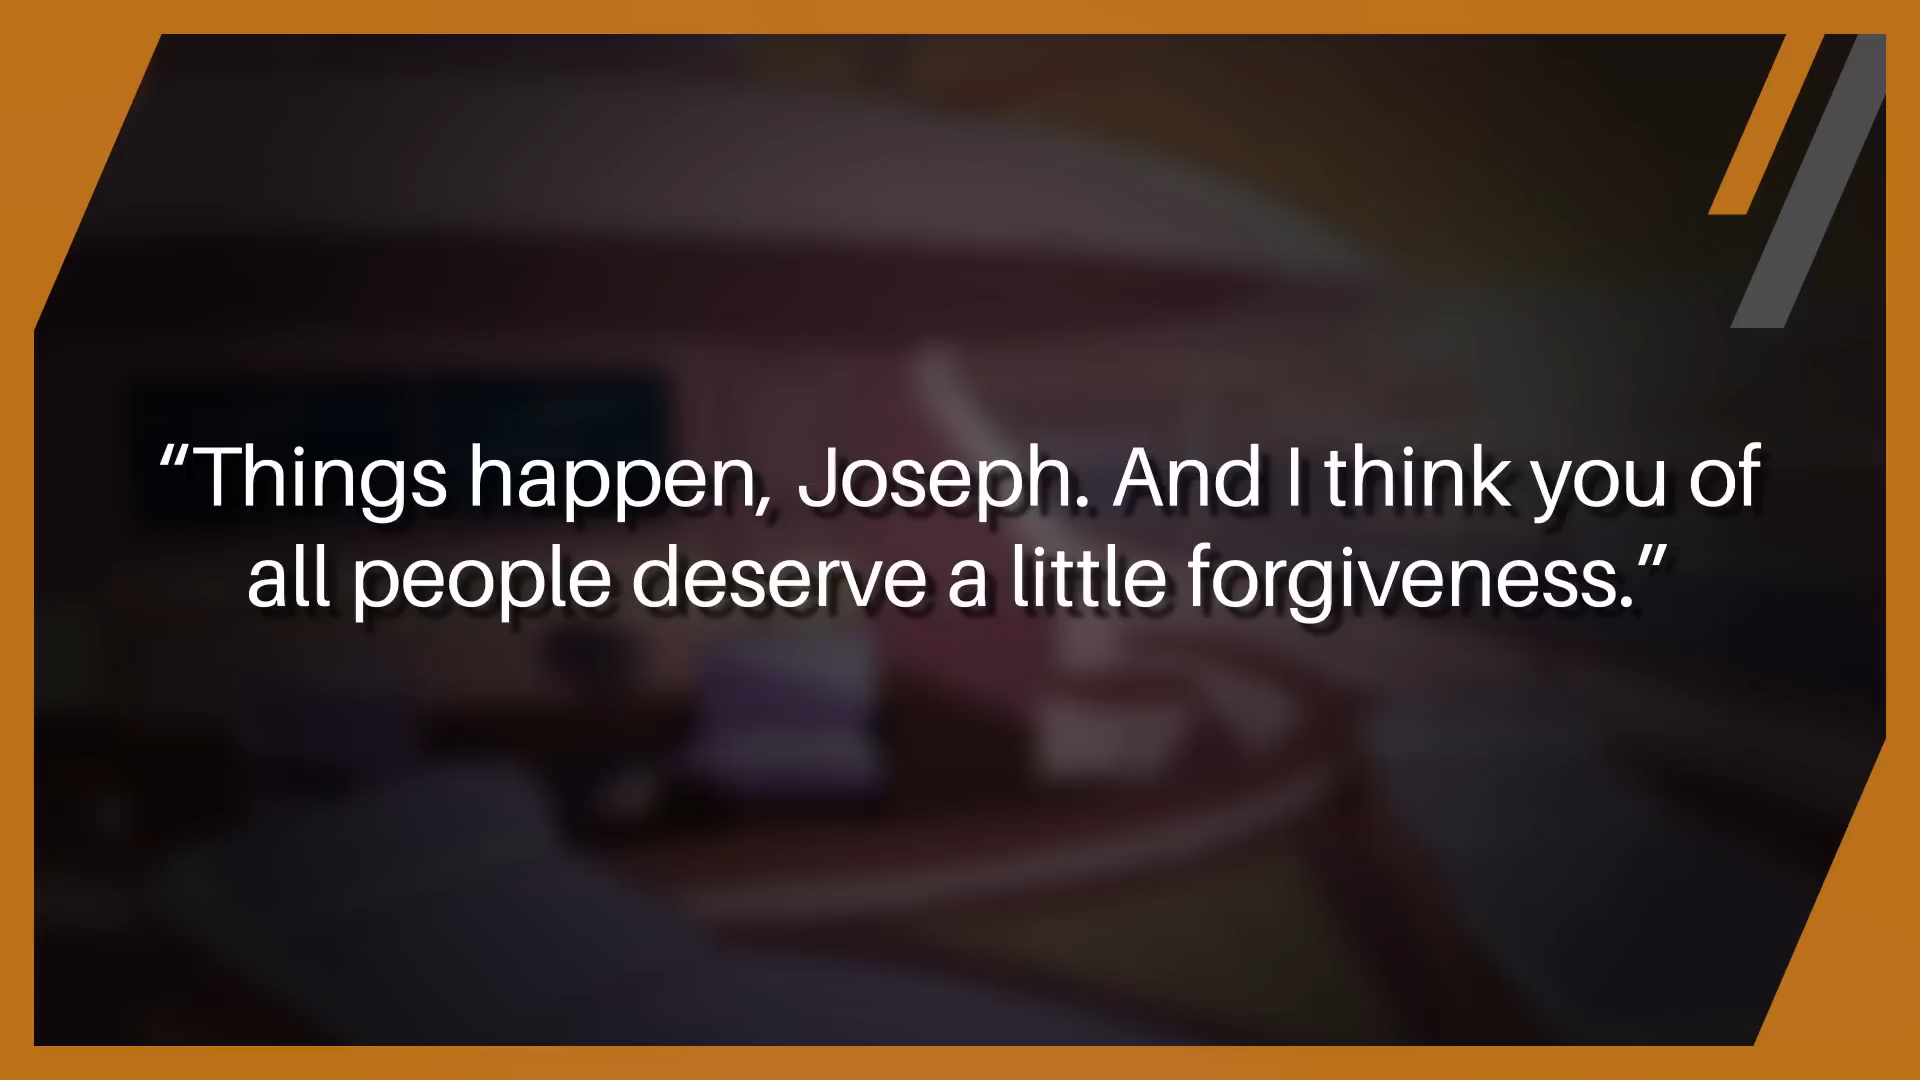 “Things happen, Joseph. And I think you of
all people deserve a little forgiveness.”